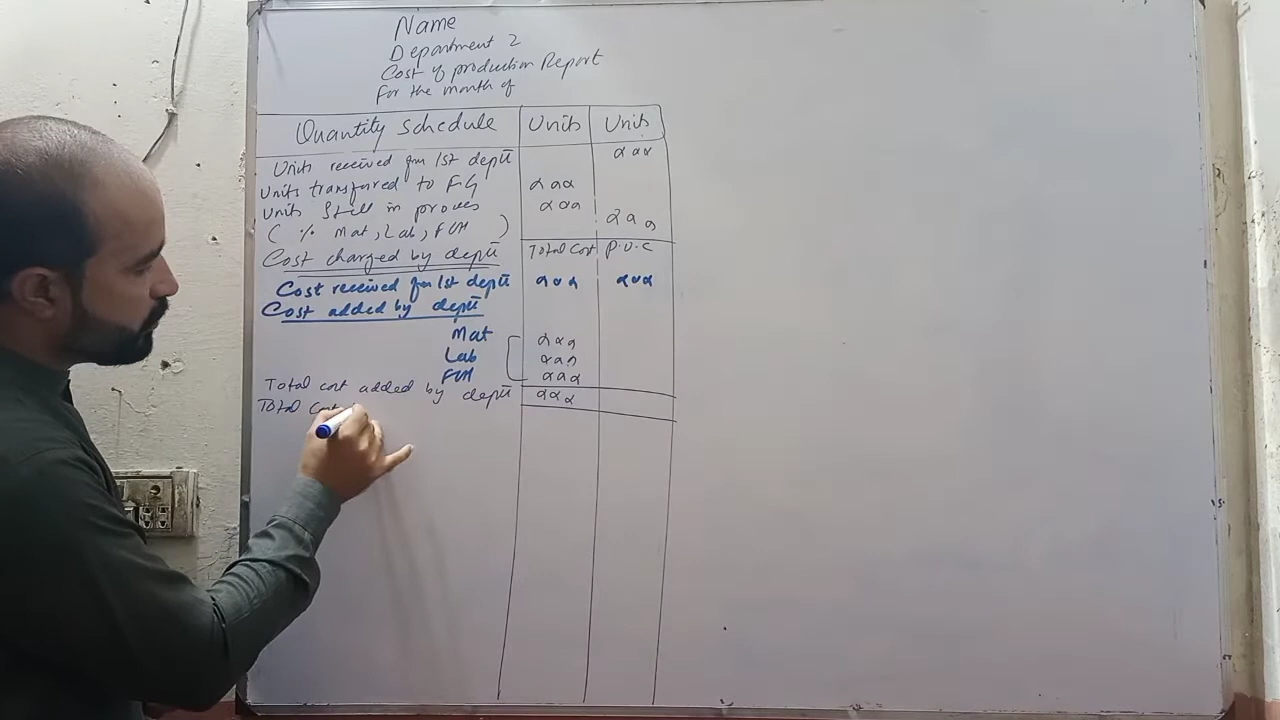 Name
Department 2
Cost of production Report
For the month of
Quantity Schedule Units Units
Units received from 1st deptt xxx
Units transferred to F.G xxx
Units still in process xxx
( % Mat, Lab, FOH ) xxx
Cost charged by deptt Total Cost P.U.C
Cost received from 1st deptt xxx xxx
Cost added by deptt
Mat xxx
Lab xxx
FOH xxx
Total cost added by deptt xxx
Total Cost